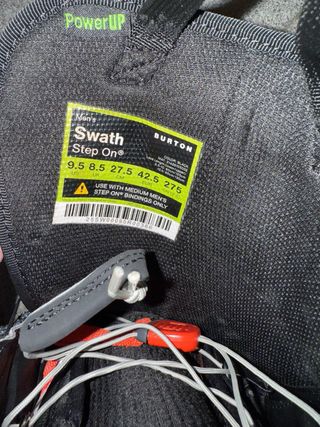 PowerUP
Men's
Swath
BURTON
Step On®
9.5 8.5 27.5 42.5 275
USE WITH MEDIUM MEN'S
STEP ON® BINDINGS ONLY